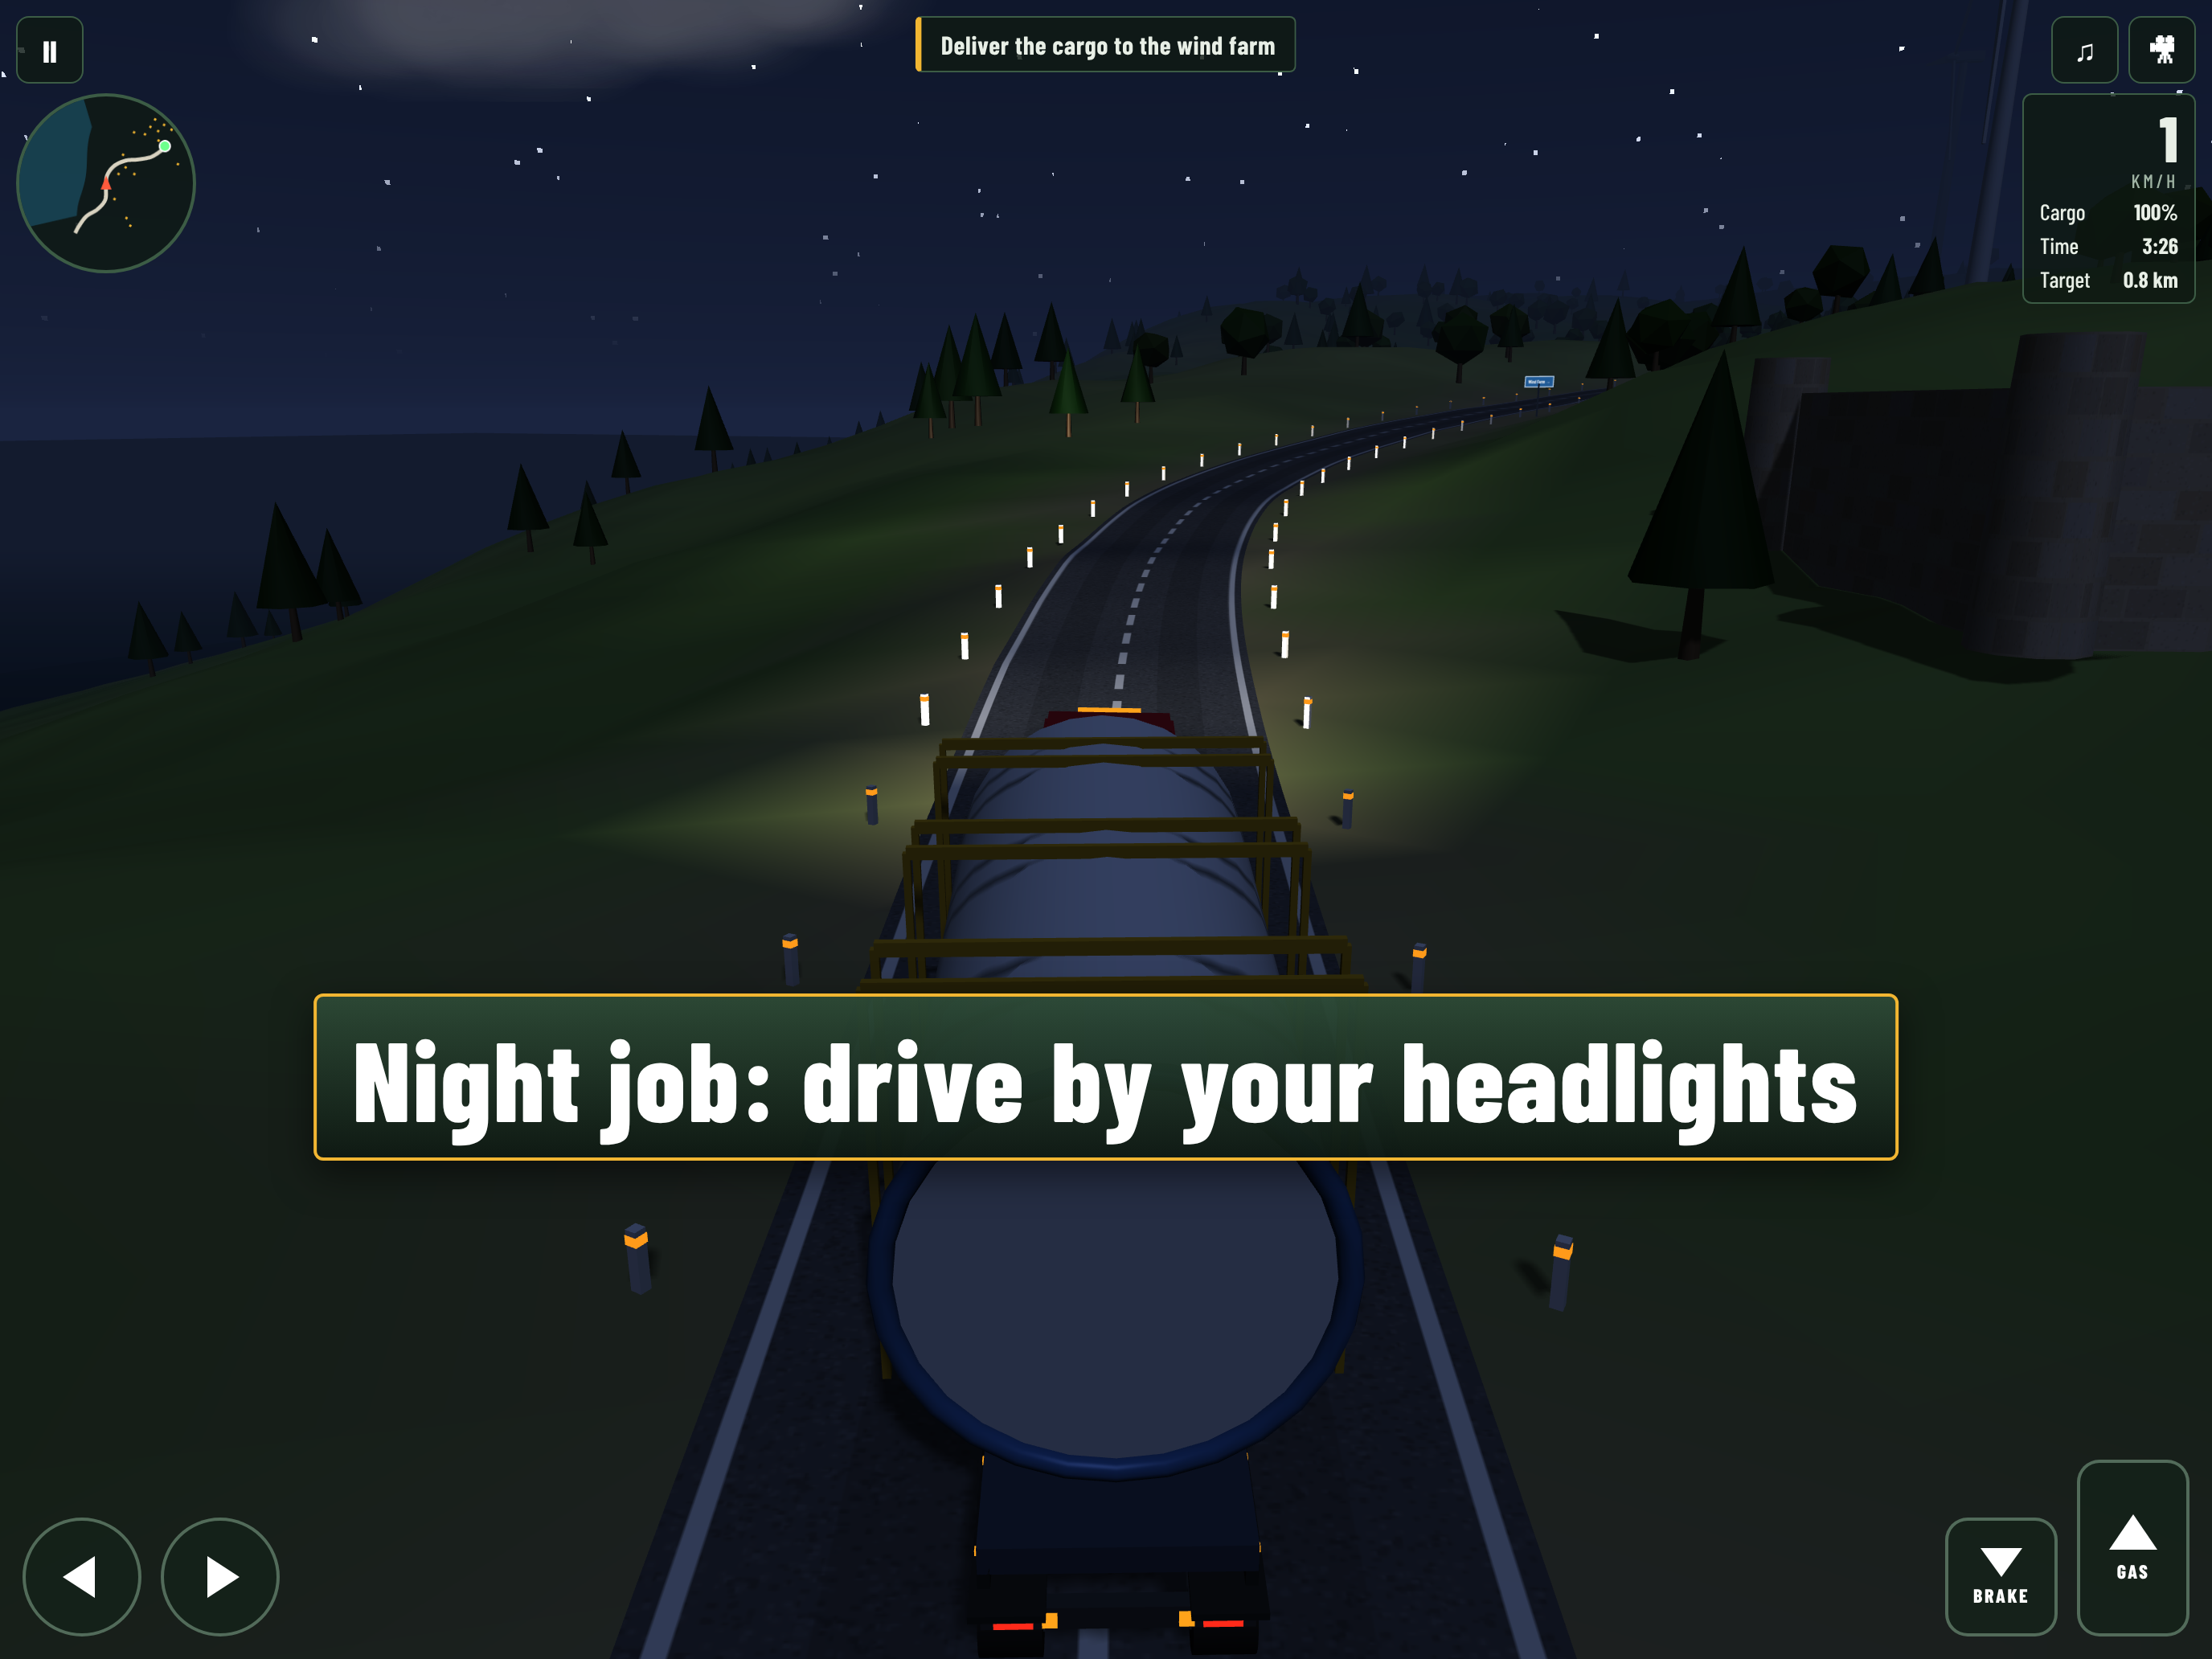 Deliver the cargo to the wind farm
1
KM/H
Cargo 100%
Time 3:26
Target 0.8 km
Night job: drive by your headlights
BRAKE
GAS